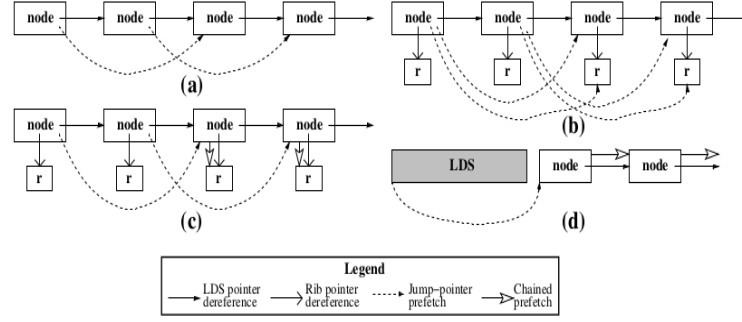 node node node node
(a)
node node node node
r r r r
(b)
node node node node
r r r r
(c)
LDS node node
(d)
Legend
LDS pointer dereference
Rib pointer dereference
Jump-pointer prefetch
Chained prefetch